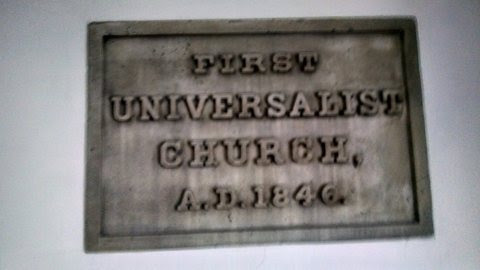 FIRST
UNIVERSALIST
CHURCH,
A.D. 1846.